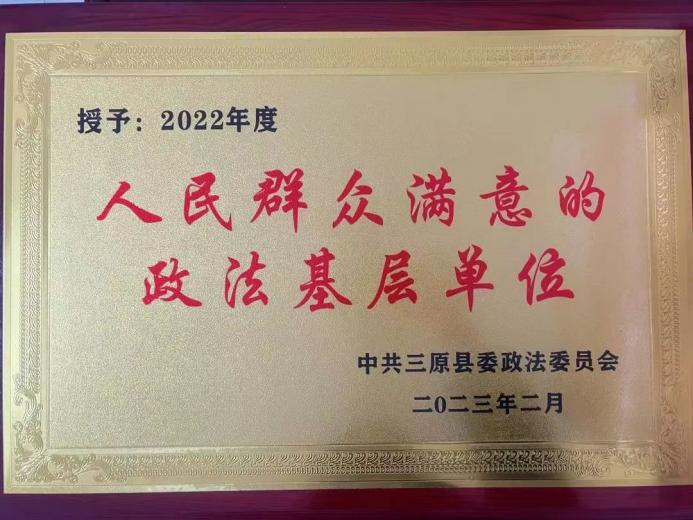 授予：2022年度
人民群众满意的
政法基层单位
中共三原县委政法委员会
二〇二三年二月